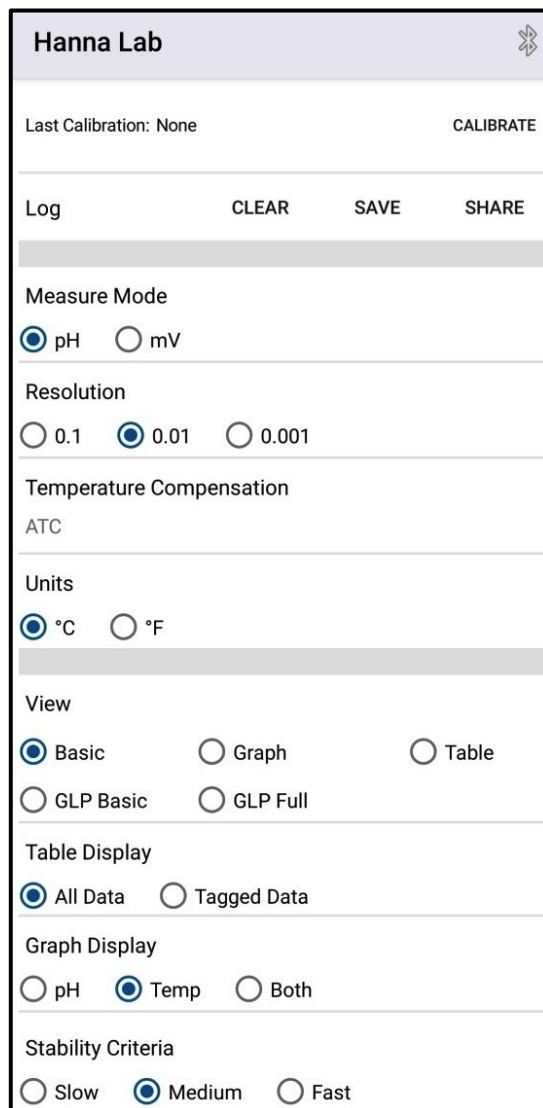 Hanna Lab
Last Calibration: None CALIBRATE
Log CLEAR SAVE SHARE
Measure Mode
pH mV
Resolution
0.1 0.01 0.001
Temperature Compensation
ATC
Units
°C °F
View
Basic Graph Table
GLP Basic GLP Full
Table Display
All Data Tagged Data
Graph Display
pH Temp Both
Stability Criteria
Slow Medium Fast